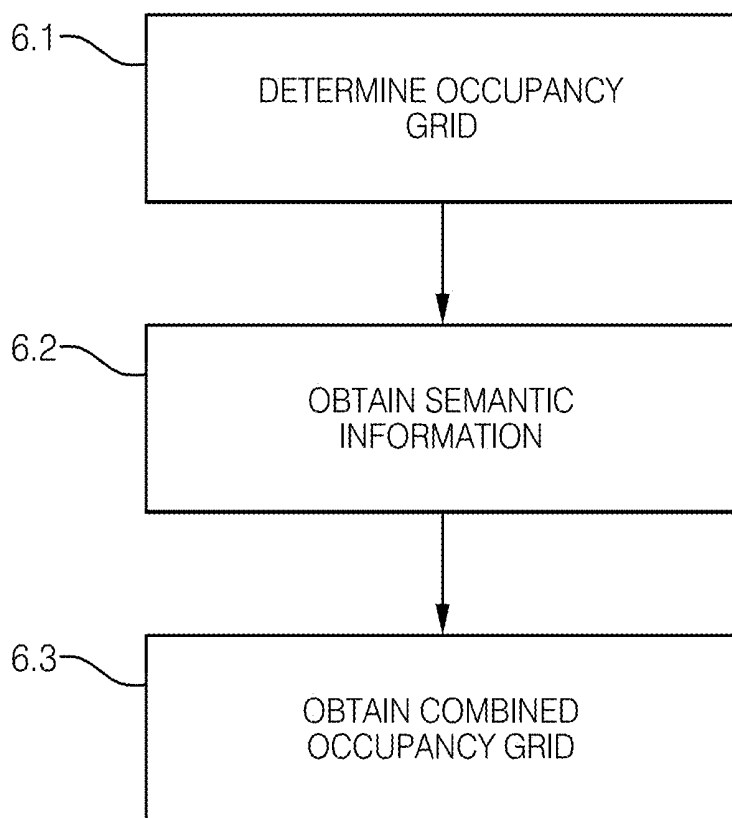 6.1
DETERMINE OCCUPANCY
GRID
6.2
OBTAIN SEMANTIC
INFORMATION
6.3
OBTAIN COMBINED
OCCUPANCY GRID